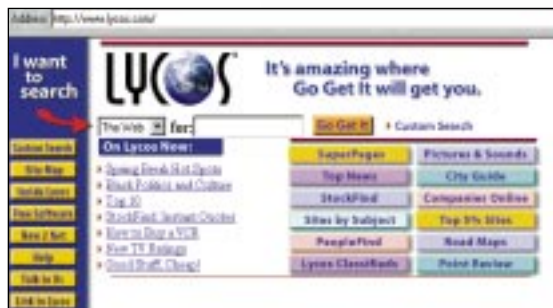 Address http://www.lycos.com/
I want
to
search
LYCOS
It's amazing where
Go Get It will
get you.
The Web for: Go Get It Custom Search
Custom Search
Site Map
Inside Lycos
Free Software
New 2 Net
Help
Talk to Us
Link to Lycos
On Lycos Now:
Spring Break Hot Spots
Black Politics and Culture
Top 10
StockFind: Instant Quotes
How to Buy a VCR
New TV Ratings
Good Stuff, Cheap!
SuperPages Pictures & Sounds
Top News City Guide
StockFind Companies Online
Sites by Subject Top 5% Sites
PeopleFind Road Maps
Lycos Classifieds Point Review